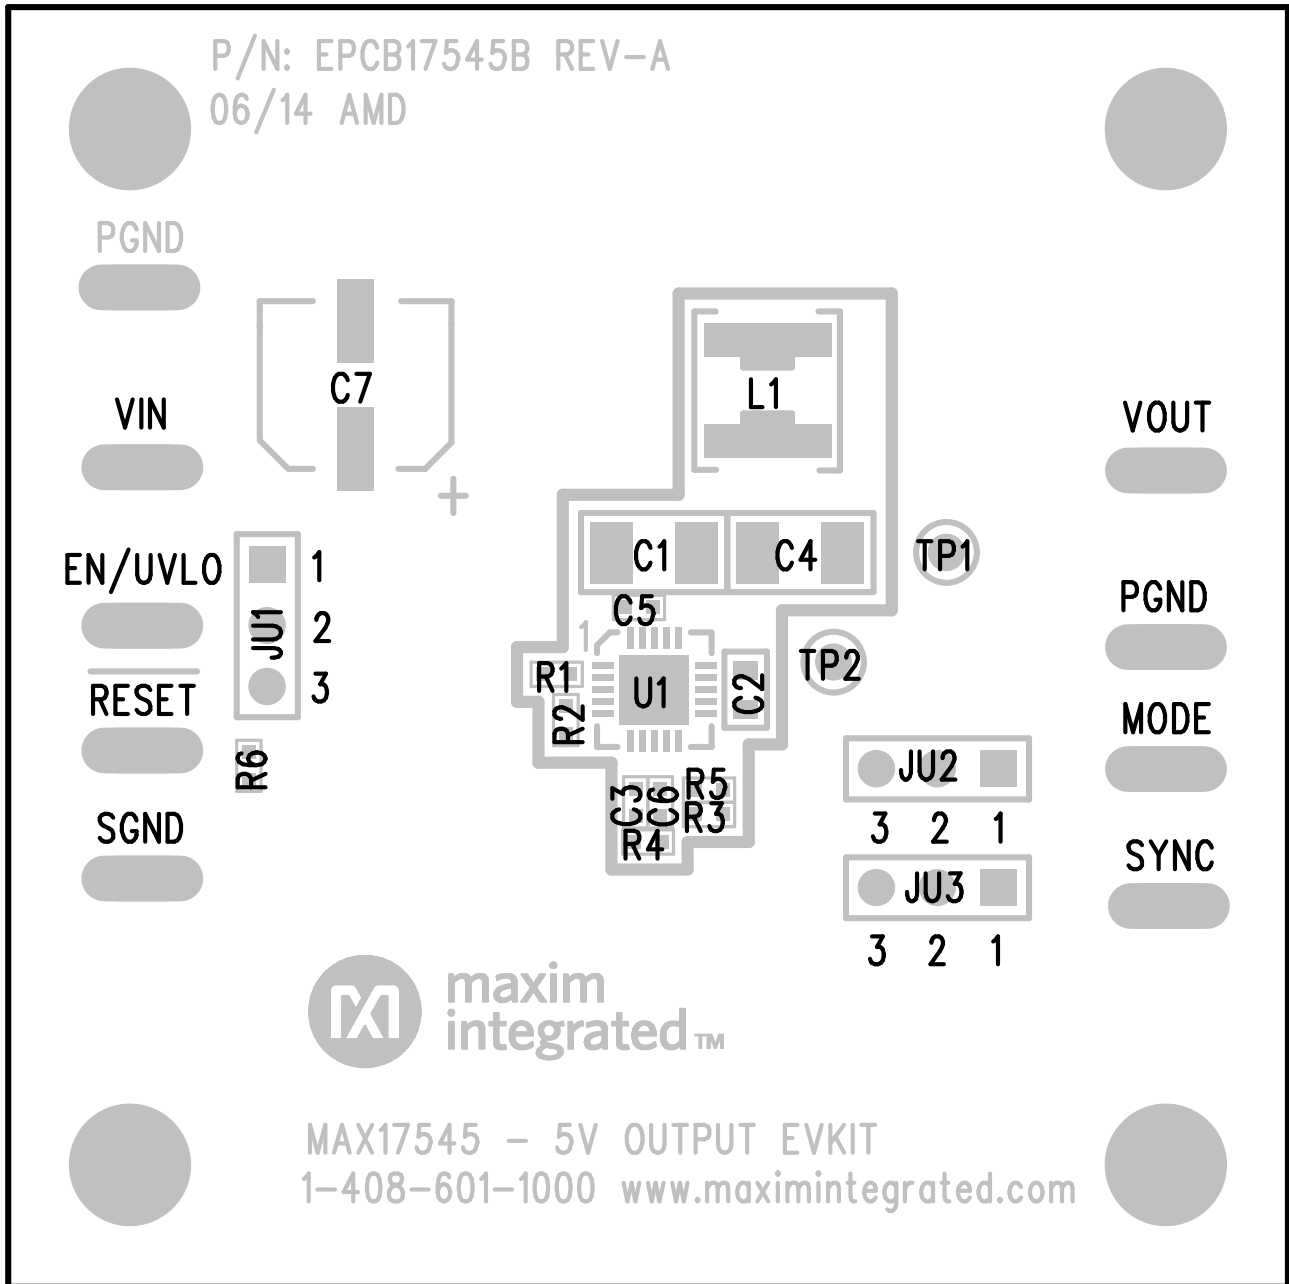 P/N: EPCB17545B REV-A
06/14 AMD
PGND
C7
L1
VIN
VOUT
EN/UVLO
1
2
3
JU1
C1
C4
TP1
C5
1
PGND
TP2
R1
R2
U1
C2
RESET
MODE
R6
JU2
3 2 1
C3
C6
R5
R3
R4
SGND
SYNC
JU3
3 2 1
maxim
integrated™
MAX17545 - 5V OUTPUT EVKIT
1-408-601-1000 www.maximintegrated.com